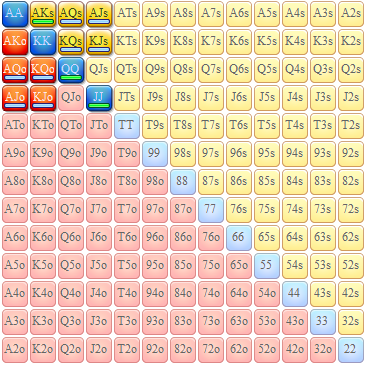 AA AKs AQs AJs ATs A9s A8s A7s A6s A5s A4s A3s A2s
AKo KK KQs KJs KTs K9s K8s K7s K6s K5s K4s K3s K2s
AQo KQo QQ QJs QTs Q9s Q8s Q7s Q6s Q5s Q4s Q3s Q2s
AJo KJo QJo JJ JTs J9s J8s J7s J6s J5s J4s J3s J2s
ATo KTo QTo JTo TT T9s T8s T7s T6s T5s T4s T3s T2s
A9o K9o Q9o J9o T9o 99 98s 97s 96s 95s 94s 93s 92s
A8o K8o Q8o J8o T8o 98o 88 87s 86s 85s 84s 83s 82s
A7o K7o Q7o J7o T7o 97o 87o 77 76s 75s 74s 73s 72s
A6o K6o Q6o J6o T6o 96o 86o 76o 66 65s 64s 63s 62s
A5o K5o Q5o J5o T5o 95o 85o 75o 65o 55 54s 53s 52s
A4o K4o Q4o J4o T4o 94o 84o 74o 64o 54o 44 43s 42s
A3o K3o Q3o J3o T3o 93o 83o 73o 63o 53o 43o 33 32s
A2o K2o Q2o J2o T2o 92o 82o 72o 62o 52o 42o 32o 22